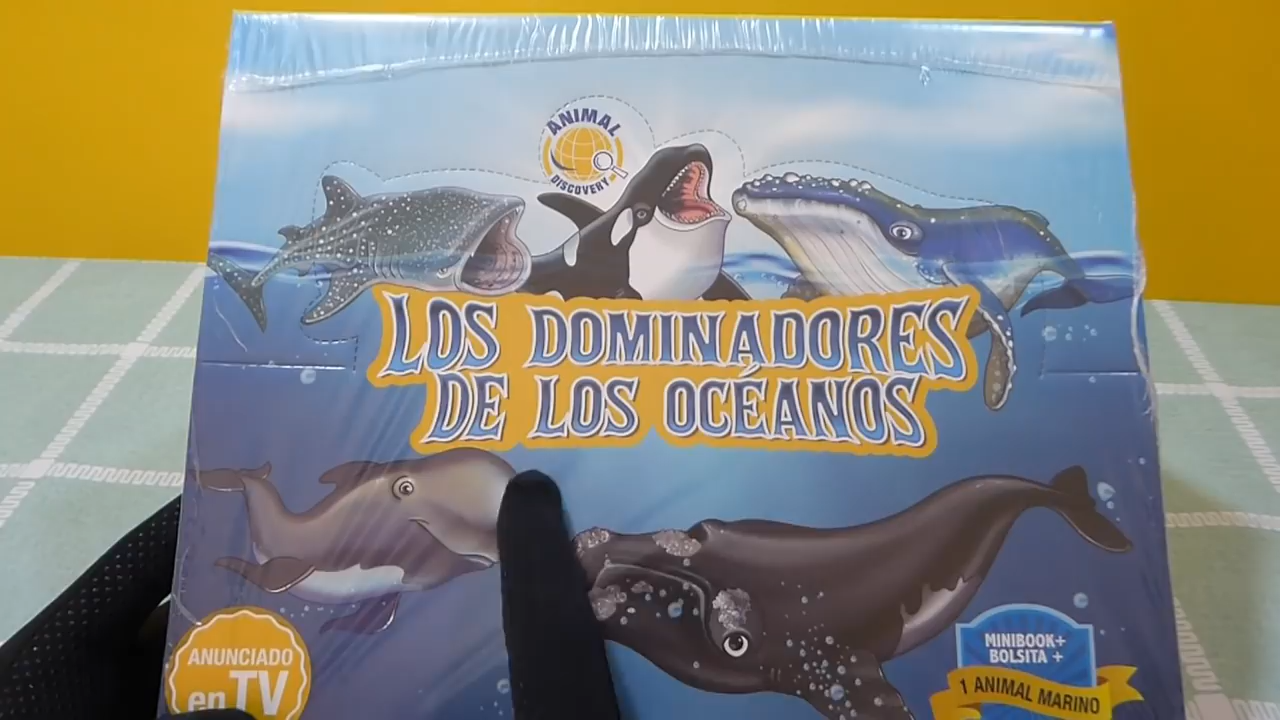 ANIMAL
DISCOVERY
LOS DOMINADORES
DE LOS OCÉANOS
ANUNCIADO
en TV
MINIBOOK+
BOLSITA +
1 ANIMAL MARINO